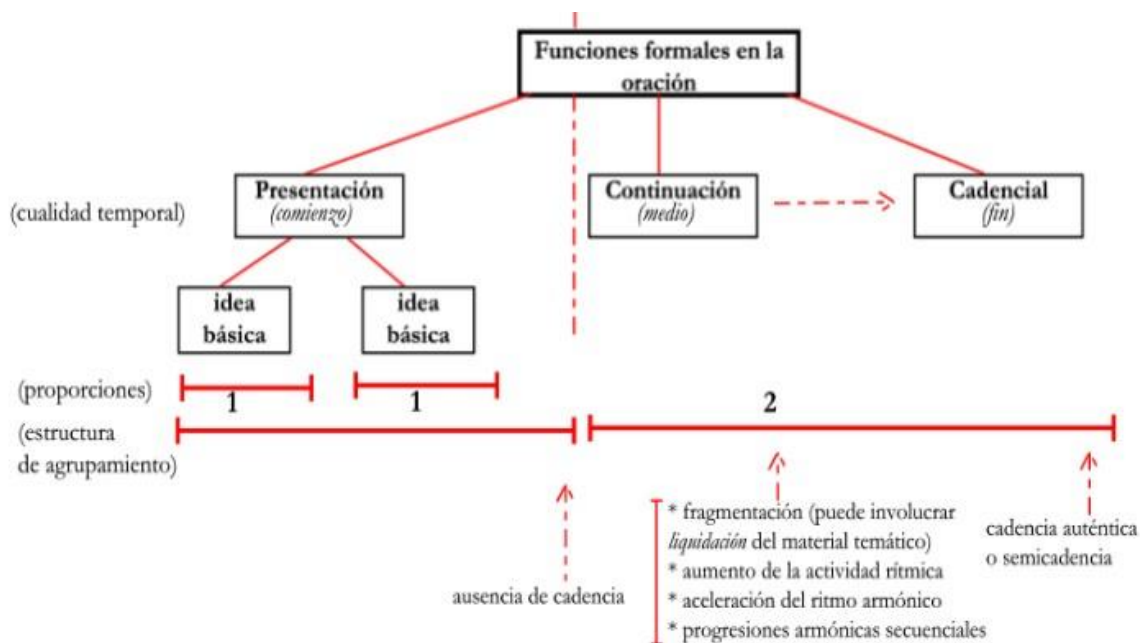 Funciones formales en la
oración
(cualidad temporal)
Presentación
(comienzo)
Continuación
(medio)
Cadencial
(fin)
idea
básica
idea
básica
(proporciones)
1
1
2
(estructura
de agrupamiento)
ausencia de cadencia
* fragmentación (puede involucrar
liquidación del material temático)
* aumento de la actividad rítmica
* aceleración del ritmo armónico
* progresiones armónicas secuenciales
cadencia auténtica
o semicadencia